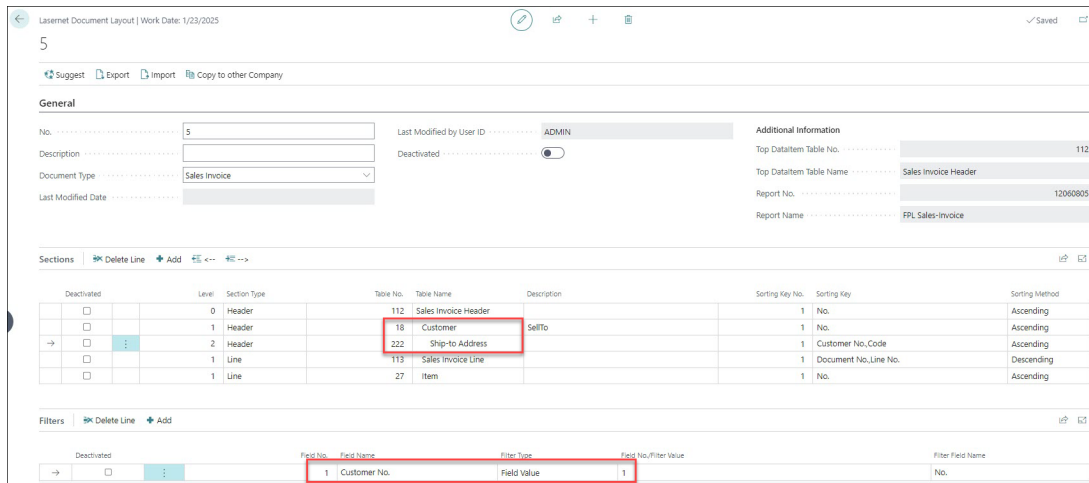 Lasernet Document Layout | Work Date: 1/23/2025
Saved
5
Suggest Export Import Copy to other Company
General
No. 5
Description
Document Type Sales Invoice
Last Modified Date
Last Modified by User ID ADMIN
Deactivated
Additional Information
Top Dataitem Table No. 112
Top Dataitem Table Name Sales Invoice Header
Report No. 12060805
Report Name FPL Sales-Invoice
Sections Delete Line Add <-- -->
Deactivated Level Section Type Table No. Table Name Description Sorting Key No. Sorting Key Sorting Method
0 Header 112 Sales Invoice Header 1 No. Ascending
1 Header 18 Customer SellTo 1 No. Ascending
2 Header 222 Ship-to Address 1 Customer No.,Code Ascending
1 Line 113 Sales Invoice Line 1 Document No.,Line No. Descending
1 Line 27 Item 1 No. Ascending
Filters Delete Line Add
Deactivated Field No. Field Name Filter Type Field No./Filter Value Filter Field Name
1 Customer No. Field Value 1 No.